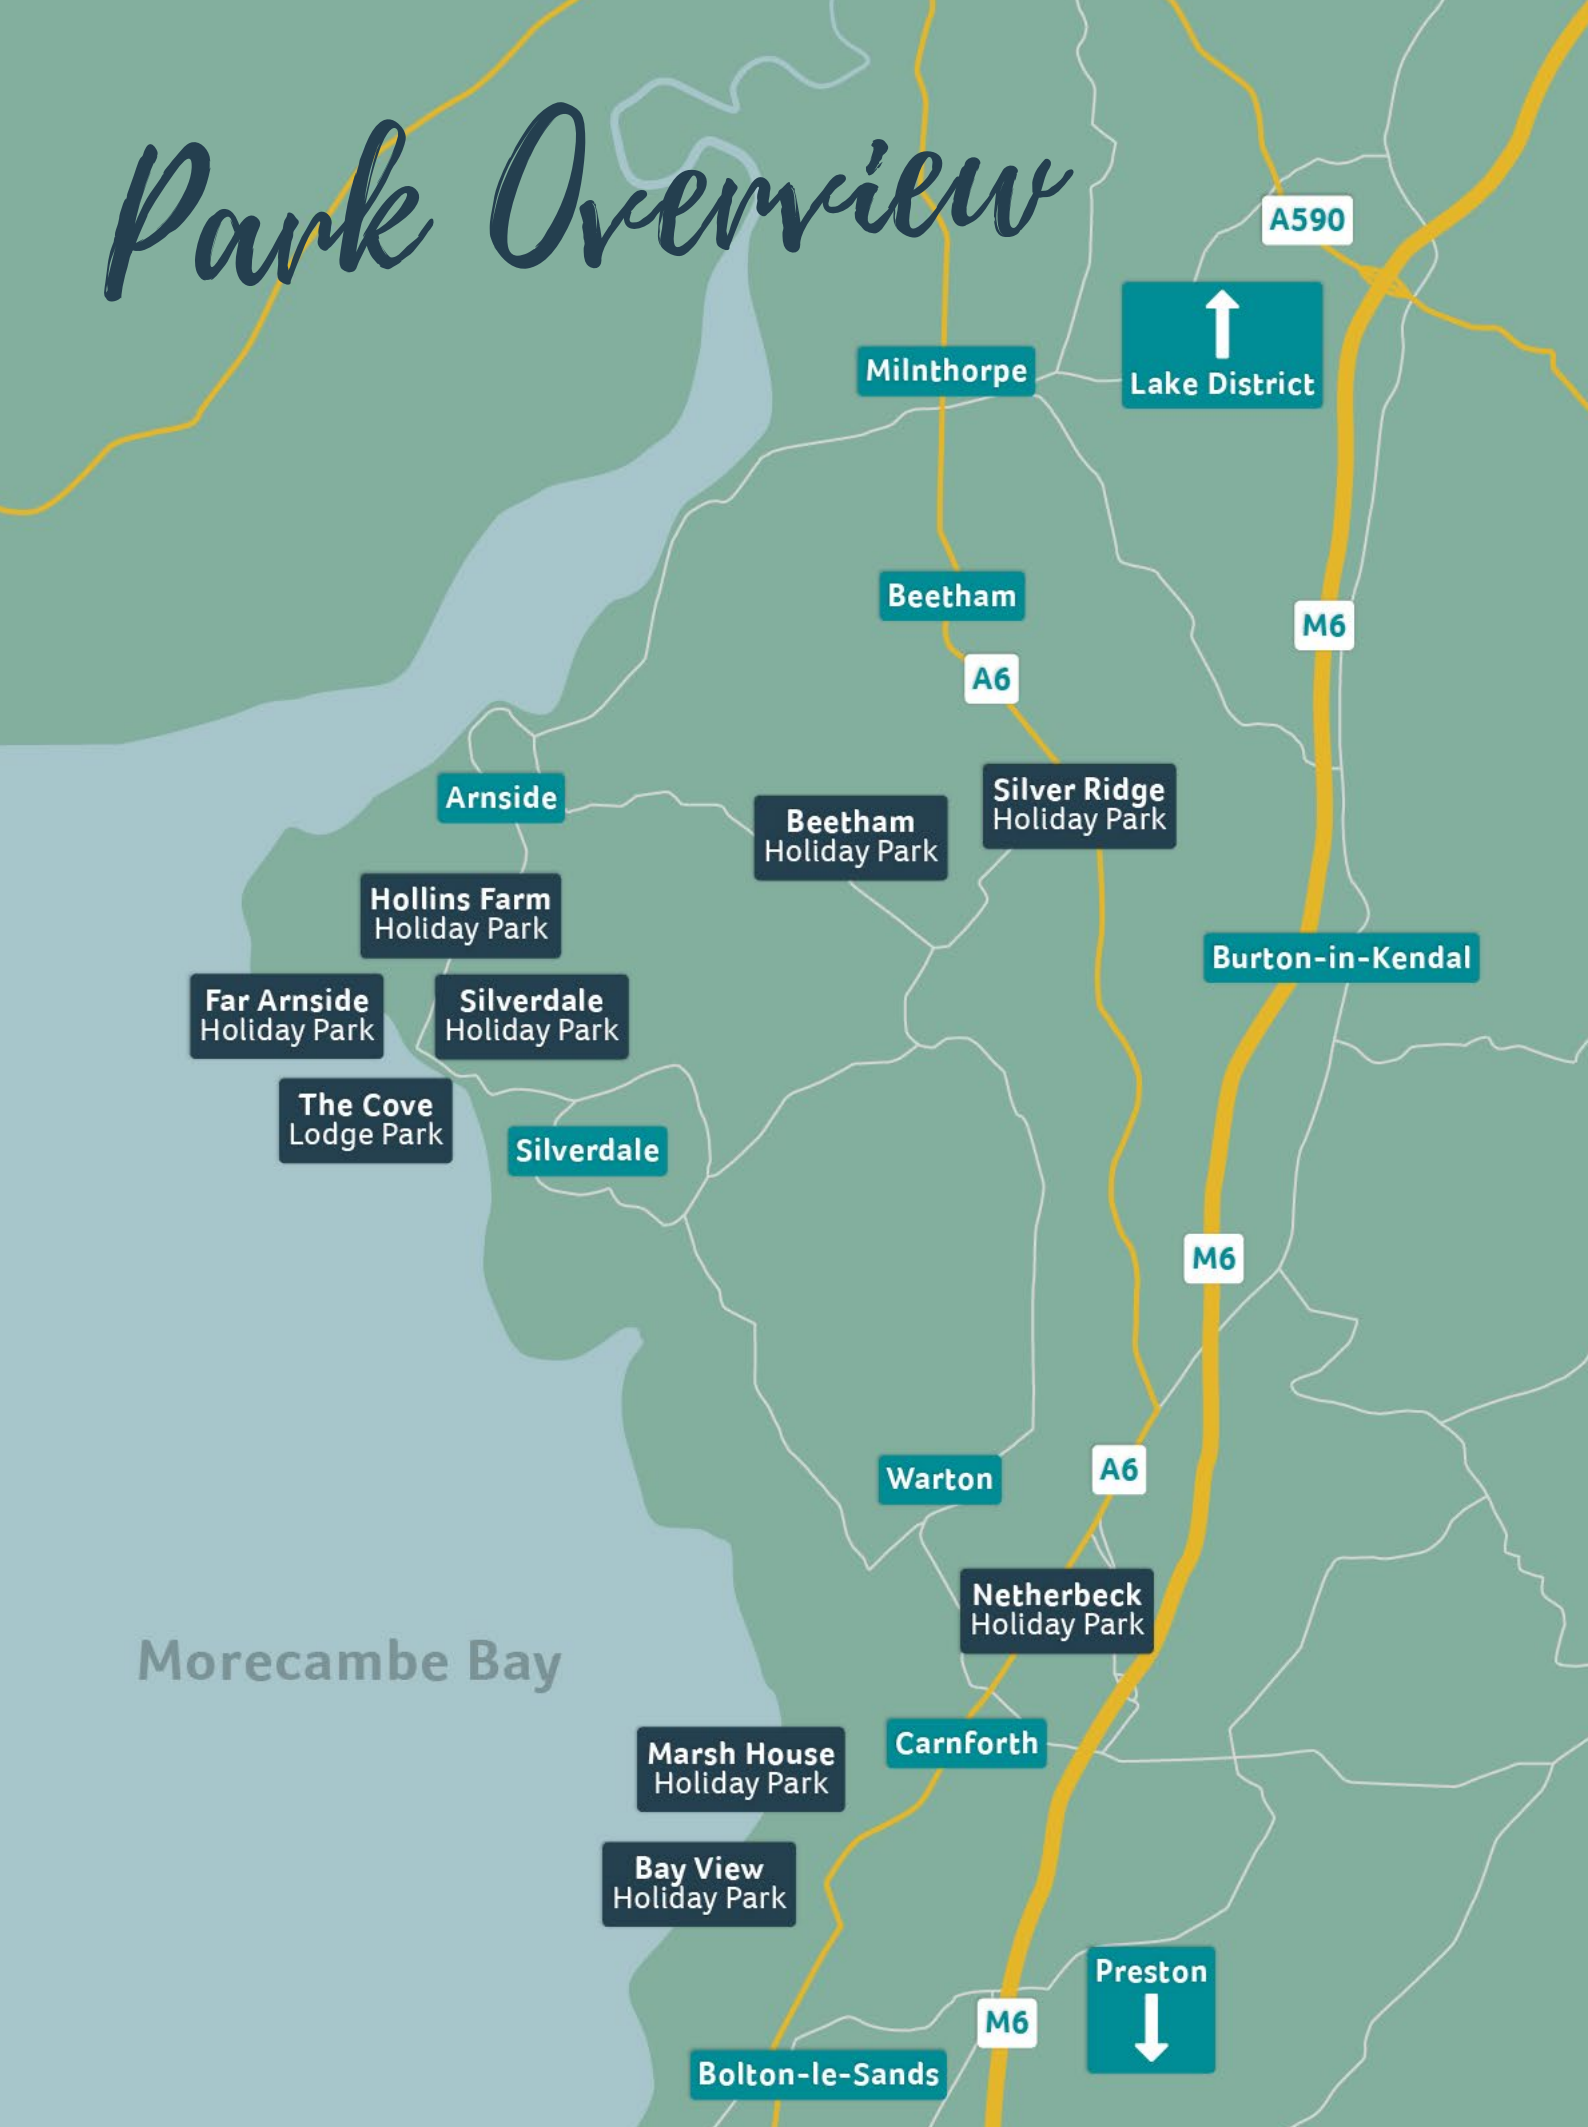 Park Overview
A590
Lake District
Milnthorpe
Beetham
M6
A6
Silver Ridge
Holiday Park
Arnside
Beetham
Holiday Park
Hollins Farm
Holiday Park
Burton-in-Kendal
Far Arnside
Holiday Park
Silverdale
Holiday Park
The Cove
Lodge Park
Silverdale
M6
A6
Warton
Netherbeck
Holiday Park
Morecambe Bay
Carnforth
Marsh House
Holiday Park
Bay View
Holiday Park
Preston
M6
Bolton-le-Sands